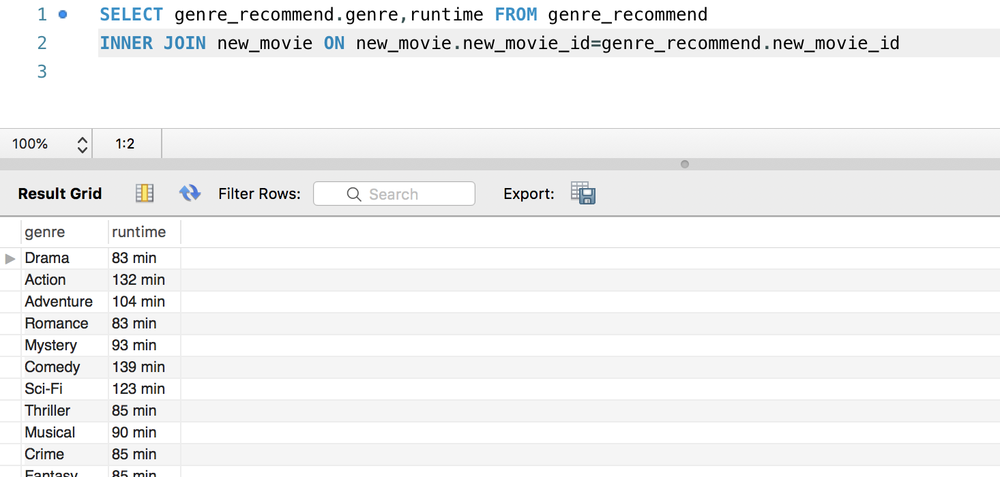 1 SELECT genre_recommend.genre,runtime FROM genre_recommend
2 INNER JOIN new_movie ON new_movie.new_movie_id=genre_recommend.new_movie_id
3
100% 1:2
Result Grid Filter Rows: Search Export:
genre runtime
Drama 83 min
Action 132 min
Adventure 104 min
Romance 83 min
Mystery 93 min
Comedy 139 min
Sci-Fi 123 min
Thriller 85 min
Musical 90 min
Crime 85 min
Fantasy 85 min